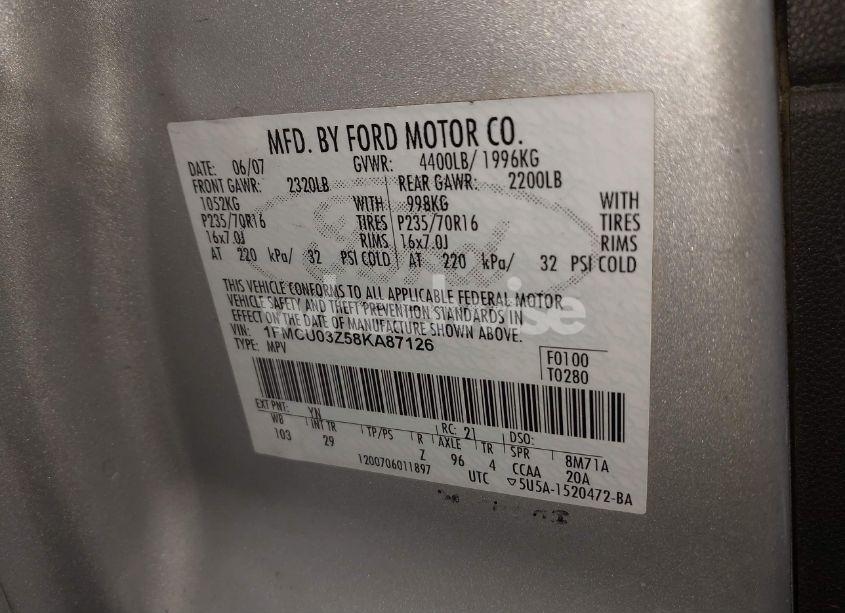 MFD. BY FORD MOTOR CO.
DATE: 06/07 GVWR: 4400LB/ 1996KG
FRONT GAWR: 2320LB REAR GAWR: 2200LB
1052KG WITH 998KG WITH
P235/70R16 TIRES P235/70R16 TIRES
16x7.0J RIMS 16x7.0J RIMS
AT 220 kPa/ 32 PSI COLD AT 220 kPa/ 32 PSI COLD
THIS VEHICLE CONFORMS TO ALL APPLICABLE FEDERAL MOTOR
VEHICLE SAFETY AND THEFT PREVENTION STANDARDS IN
EFFECT ON THE DATE OF MANUFACTURE SHOWN ABOVE.
VIN: 1FMCU03Z58KA87126
TYPE: MPV
F0100
T0280
EXT PNT: YN RC: 21 DSO:
WB INT TR TP/PS R AXLE TR SPR 8M71A
103 29 Z 96 4 CCAA 20A
1200706011897 UTC ▽5U5A-1520472-BA